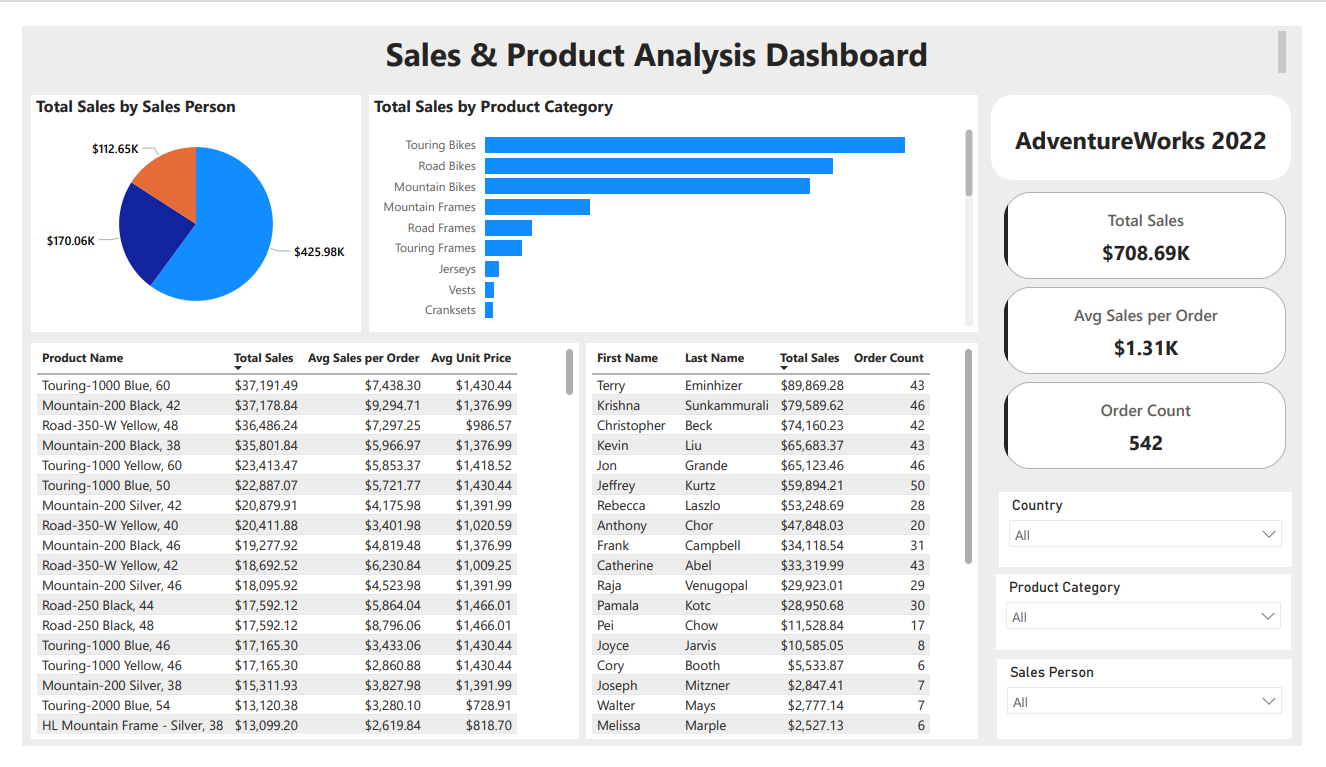 Sales & Product Analysis Dashboard
Total Sales by Sales Person
$112.65K
$170.06K
$425.98K
Total Sales by Product Category
Touring Bikes
Road Bikes
Mountain Bikes
Mountain Frames
Road Frames
Touring Frames
Jerseys
Vests
Cranksets
AdventureWorks 2022
Total Sales
$708.69K
Avg Sales per Order
$1.31K
Order Count
542
Product Name Total Sales Avg Sales per Order Avg Unit Price
Touring-1000 Blue, 60 $37,191.49 $7,438.30 $1,430.44
Mountain-200 Black, 42 $37,178.84 $9,294.71 $1,376.99
Road-350-W Yellow, 48 $36,486.24 $7,297.25 $986.57
Mountain-200 Black, 38 $35,801.84 $5,966.97 $1,376.99
Touring-1000 Yellow, 60 $23,413.47 $5,853.37 $1,418.52
Touring-1000 Blue, 50 $22,887.07 $5,721.77 $1,430.44
Mountain-200 Silver, 42 $20,879.91 $4,175.98 $1,391.99
Road-350-W Yellow, 40 $20,411.88 $3,401.98 $1,020.59
Mountain-200 Black, 46 $19,277.92 $4,819.48 $1,376.99
Road-350-W Yellow, 42 $18,692.52 $6,230.84 $1,009.25
Mountain-200 Silver, 46 $18,095.92 $4,523.98 $1,391.99
Road-250 Black, 44 $17,592.12 $5,864.04 $1,466.01
Road-250 Black, 48 $17,592.12 $8,796.06 $1,466.01
Touring-1000 Blue, 46 $17,165.30 $3,433.06 $1,430.44
Touring-1000 Yellow, 46 $17,165.30 $2,860.88 $1,430.44
Mountain-200 Silver, 38 $15,311.93 $3,827.98 $1,391.99
Touring-2000 Blue, 54 $13,120.38 $3,280.10 $728.91
HL Mountain Frame - Silver, 38 $13,099.20 $2,619.84 $818.70
First Name Last Name Total Sales Order Count
Terry Eminhizer $89,869.28 43
Krishna Sunkammurali $79,589.62 46
Christopher Beck $74,160.23 42
Kevin Liu $65,683.37 43
Jon Grande $65,123.46 46
Jeffrey Kurtz $59,894.21 50
Rebecca Laszlo $53,248.69 28
Anthony Chor $47,848.03 20
Frank Campbell $34,118.54 31
Catherine Abel $33,319.99 43
Raja Venugopal $29,923.01 29
Pamala Kotc $28,950.68 30
Pei Chow $11,528.84 17
Joyce Jarvis $10,585.05 8
Cory Booth $5,533.87 6
Joseph Mitzner $2,847.41 7
Walter Mays $2,777.14 7
Melissa Marple $2,527.13 6
Country
All
Product Category
All
Sales Person
All